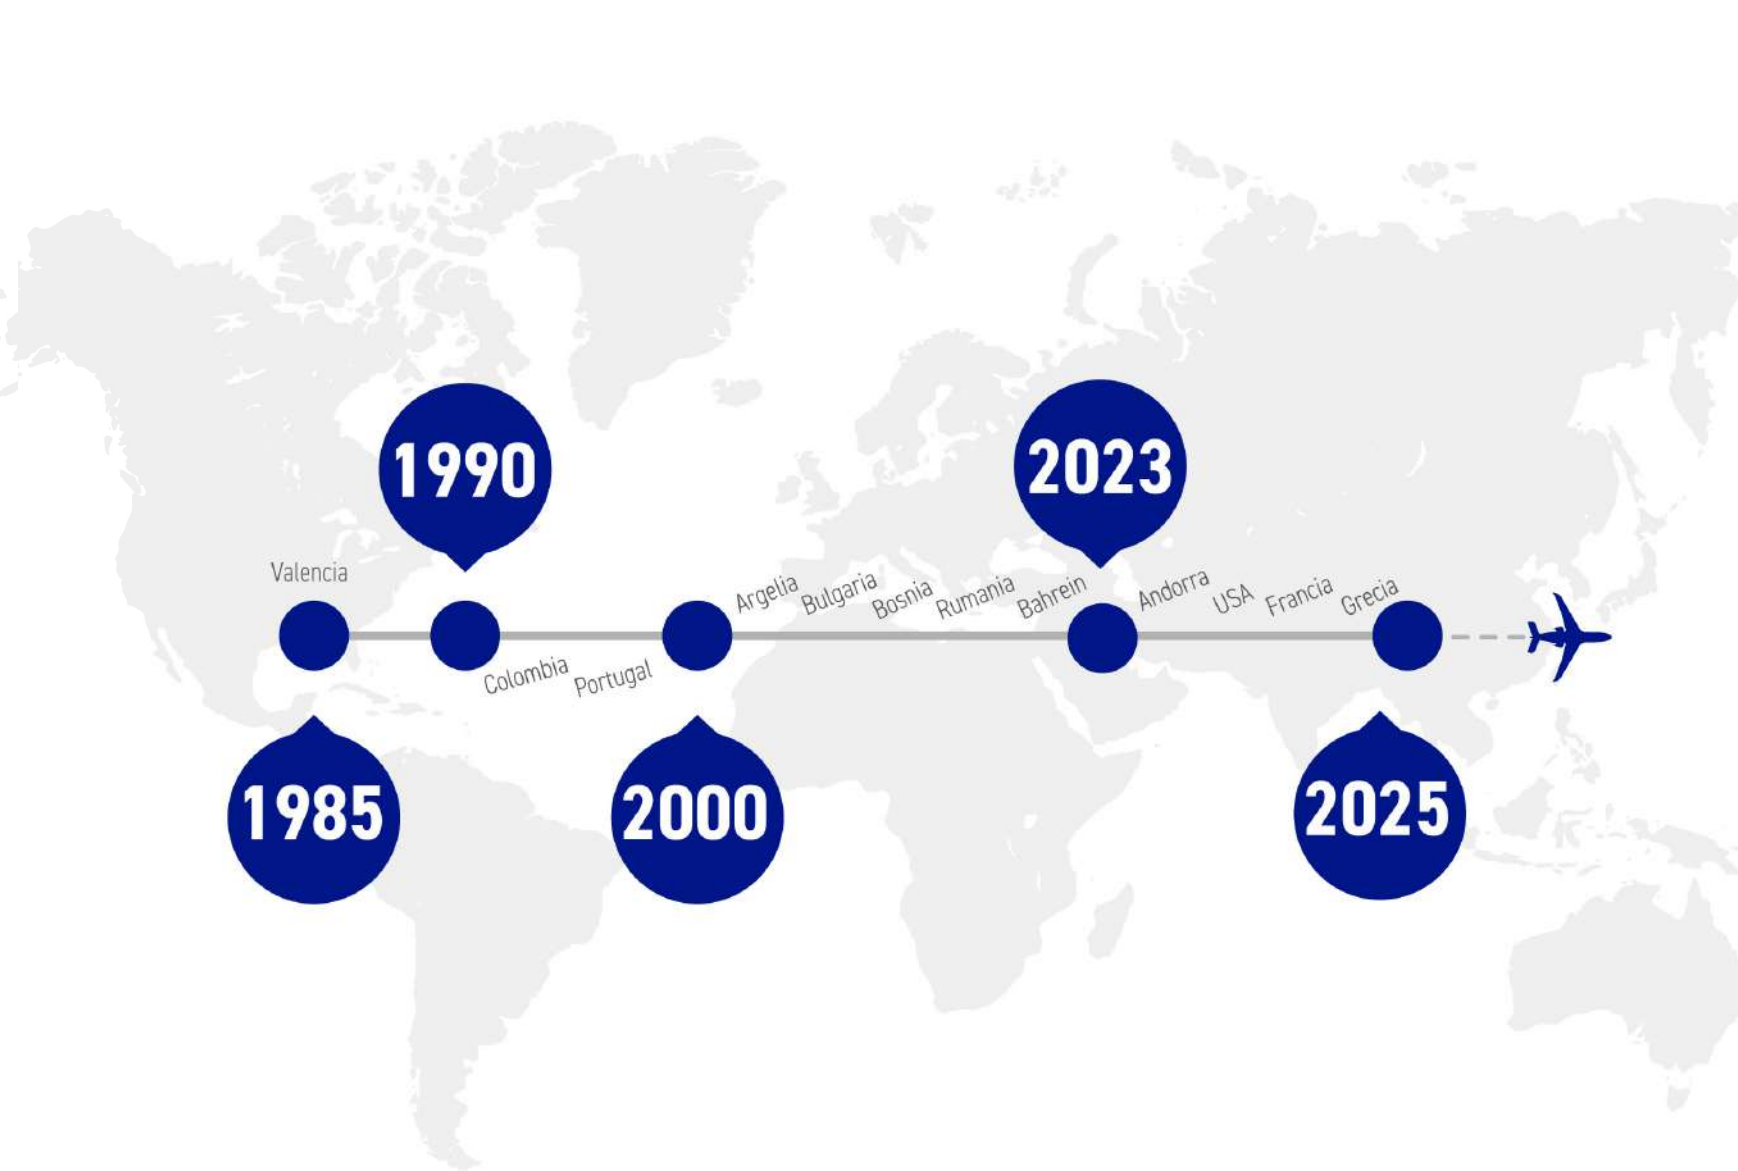 1990
2023
Valencia
Argelia
Bulgaria
Bosnia
Rumania
Bahrein
Andorra
USA
Francia
Grecia
Colombia
Portugal
1985
2000
2025